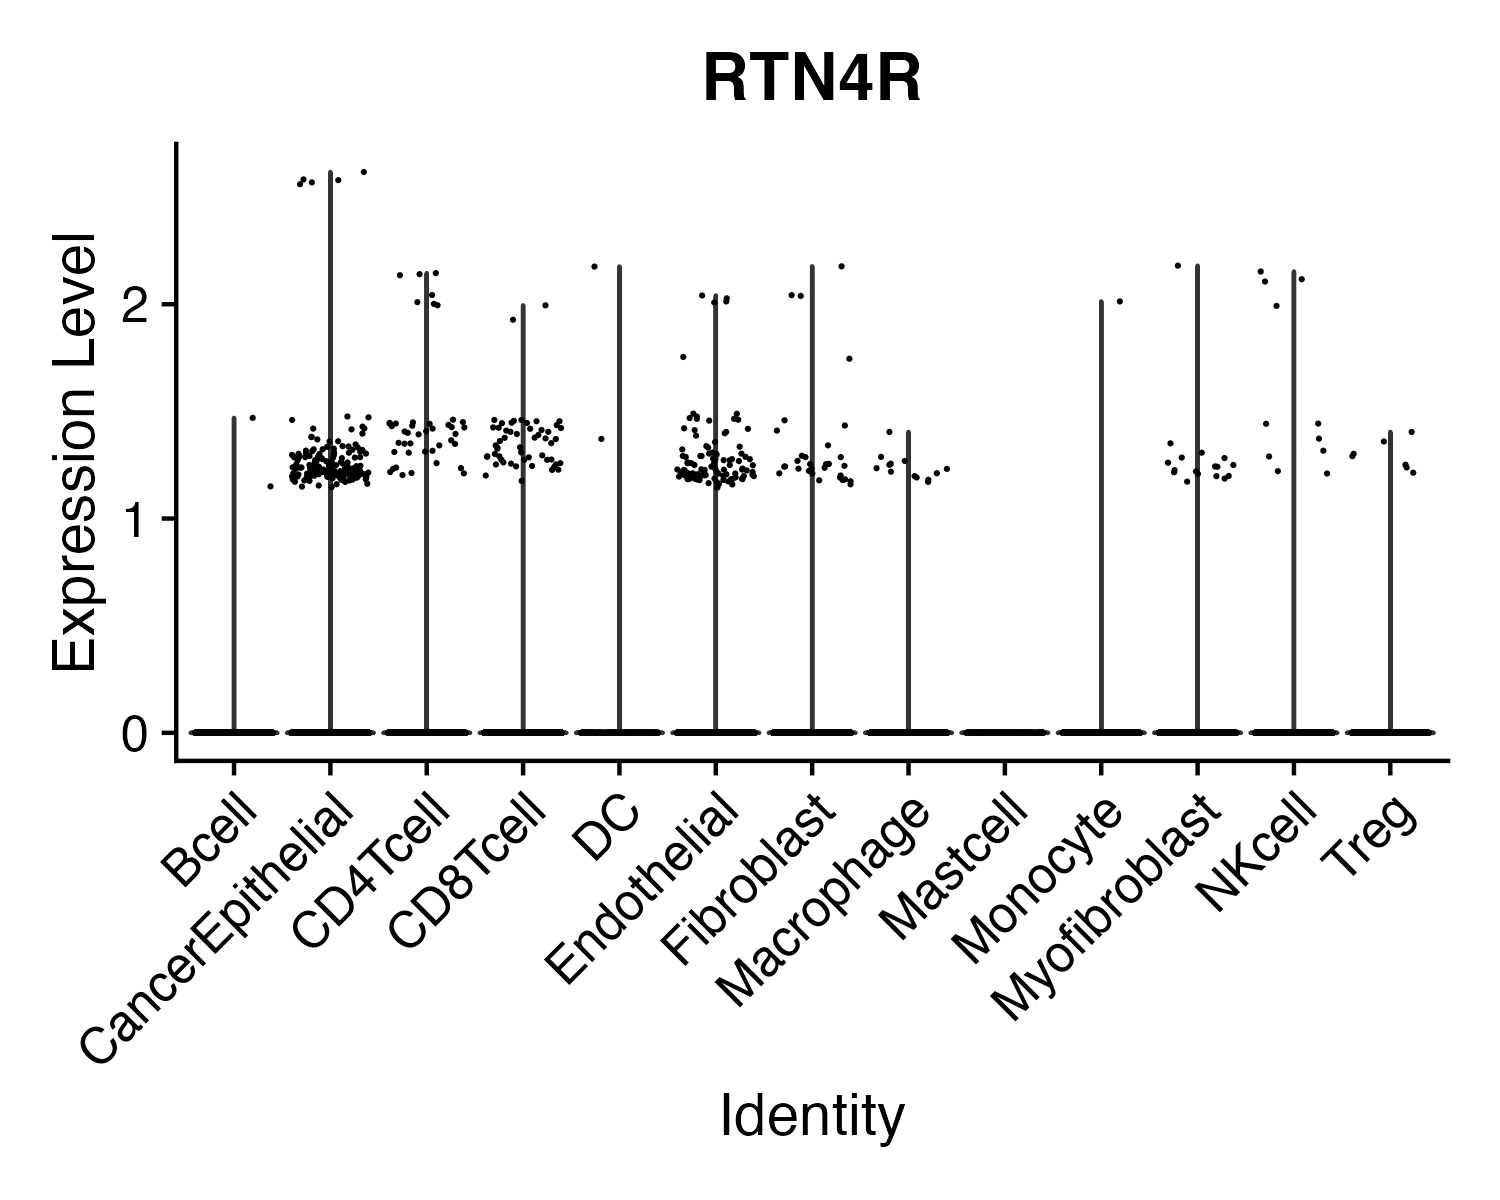 RTN4R
Expression Level
2
1
0
Bcell
CancerEpithelial
CD4Tcell
CD8Tcell
DC
Endothelial
Fibroblast
Macrophage
Mastcell
Monocyte
Myofibroblast
NKcell
Treg
Identity